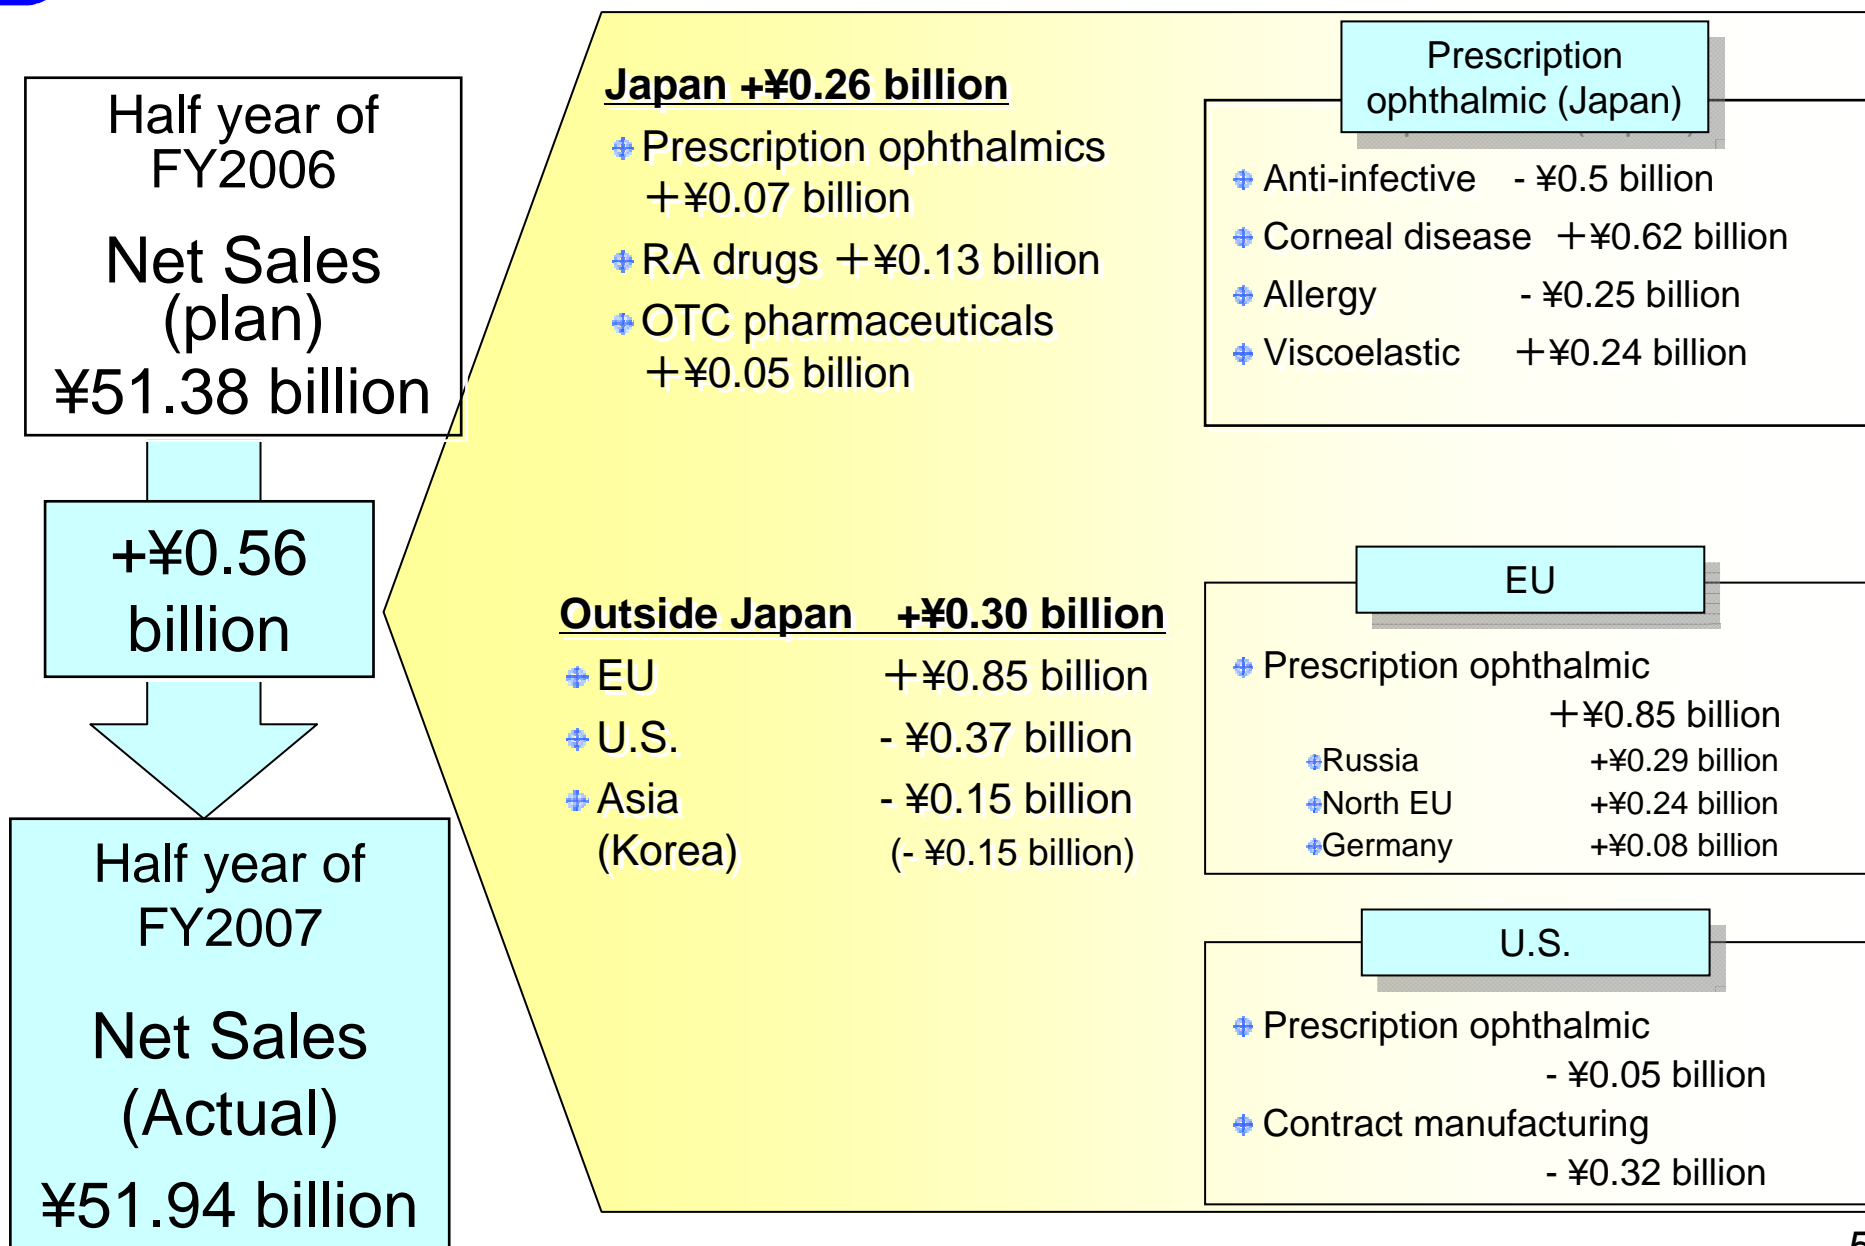 Half year of
FY2006
Net Sales
(plan)
¥51.38 billion
+¥0.56
billion
Half year of
FY2007
Net Sales
(Actual)
¥51.94 billion
Japan +¥0.26 billion
Prescription ophthalmics
＋¥0.07 billion
RA drugs ＋¥0.13 billion
OTC pharmaceuticals
＋¥0.05 billion
Outside Japan +¥0.30 billion
EU ＋¥0.85 billion
U.S. - ¥0.37 billion
Asia - ¥0.15 billion
(Korea) (- ¥0.15 billion)
Prescription
ophthalmic (Japan)
Anti-infective - ¥0.5 billion
Corneal disease ＋¥0.62 billion
Allergy - ¥0.25 billion
Viscoelastic ＋¥0.24 billion
EU
Prescription ophthalmic
＋¥0.85 billion
Russia +¥0.29 billion
North EU +¥0.24 billion
Germany +¥0.08 billion
U.S.
Prescription ophthalmic
- ¥0.05 billion
Contract manufacturing
- ¥0.32 billion